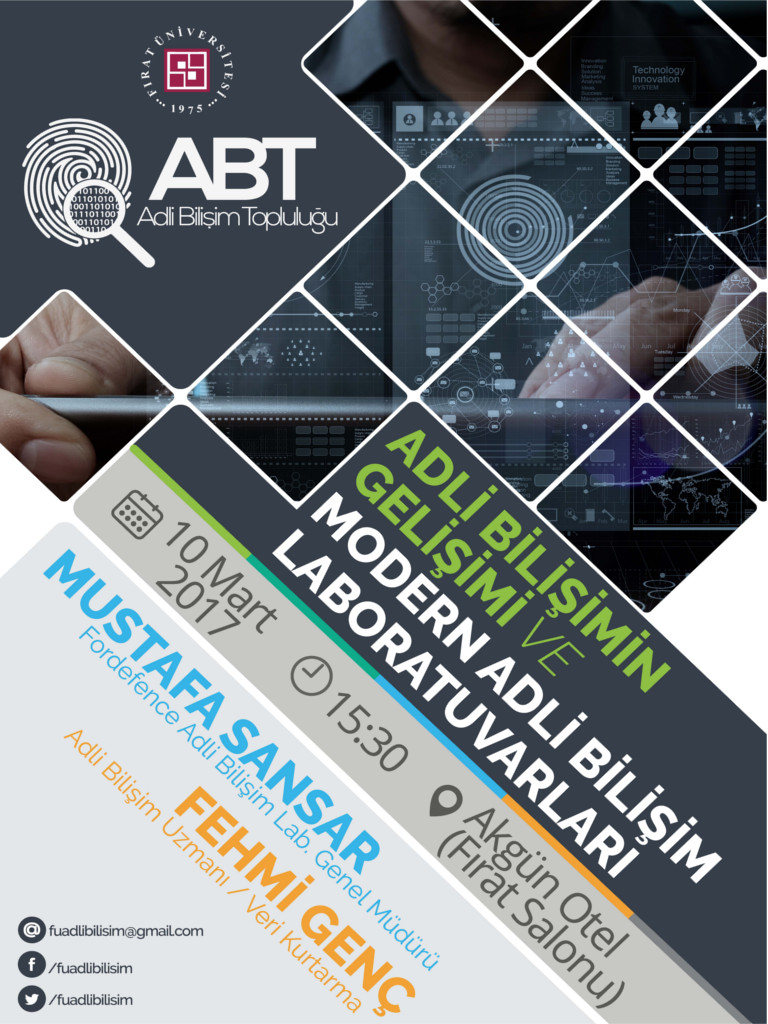 FIRAT ÜNİVERSİTESİ
1975
ABT
Adli Bilişim Topluluğu
Technology
Innovation
SYSTEM
ADLİ BİLİŞİMİN
GELİŞİMİ VE
MODERN ADLİ BİLİŞİM
LABORATUVARLARI
10 Mart
2017
15:30
Akgün Otel
(Fırat Salonu)
MUSTAFA SANSAR
Fordefence Adli Bilişim Lab. Genel Müdürü
FEHMİ GENÇ
Adli Bilişim Uzmanı / Veri Kurtarma
fuadlibilisim@gmail.com
/fuadlibilisim
/fuadlibilisim